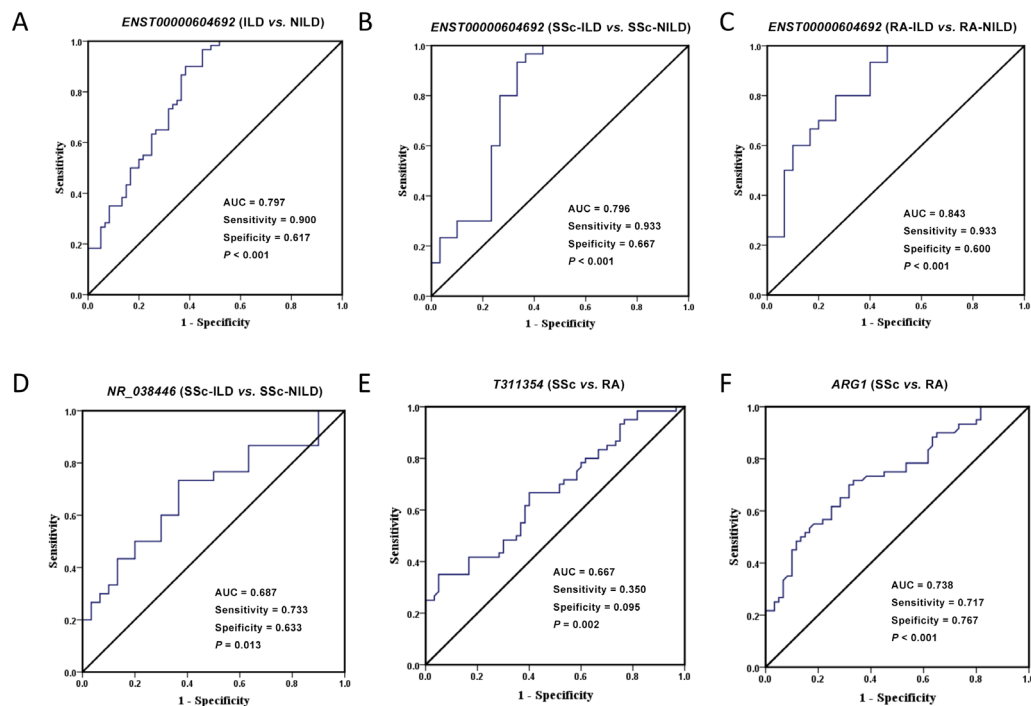 A
ENST00000604692 (ILD vs. NILD)
1.0
0.8
0.6
0.4
0.2
0.0
Sensitivity
AUC = 0.797
Sensitivity = 0.900
Speificity = 0.617
P < 0.001
0.0 0.2 0.4 0.6 0.8 1.0
1 - Specificity
B
ENST00000604692 (SSc-ILD vs. SSc-NILD)
1.0
0.8
0.6
0.4
0.2
0.0
Sensitivity
AUC = 0.796
Sensitivity = 0.933
Speificity = 0.667
P < 0.001
0.0 0.2 0.4 0.6 0.8 1.0
1 - Specificity
C
ENST00000604692 (RA-ILD vs. RA-NILD)
1.0
0.8
0.6
0.4
0.2
0.0
Sensitivity
AUC = 0.843
Sensitivity = 0.933
Speificity = 0.600
P < 0.001
0.0 0.2 0.4 0.6 0.8 1.0
1 - Specificity
D
NR_038446 (SSc-ILD vs. SSc-NILD)
1.0
0.8
0.6
0.4
0.2
0.0
Sensitivity
AUC = 0.687
Sensitivity = 0.733
Speificity = 0.633
P = 0.013
0.0 0.2 0.4 0.6 0.8 1.0
1 - Specificity
E
T311354 (SSc vs. RA)
1.0
0.8
0.6
0.4
0.2
0.0
Sensitivity
AUC = 0.667
Sensitivity = 0.350
Speificity = 0.095
P = 0.002
0.0 0.2 0.4 0.6 0.8 1.0
1 - Specificity
F
ARG1 (SSc vs. RA)
1.0
0.8
0.6
0.4
0.2
0.0
Sensitivity
AUC = 0.738
Sensitivity = 0.717
Speificity = 0.767
P < 0.001
0.0 0.2 0.4 0.6 0.8 1.0
1 - Specificity